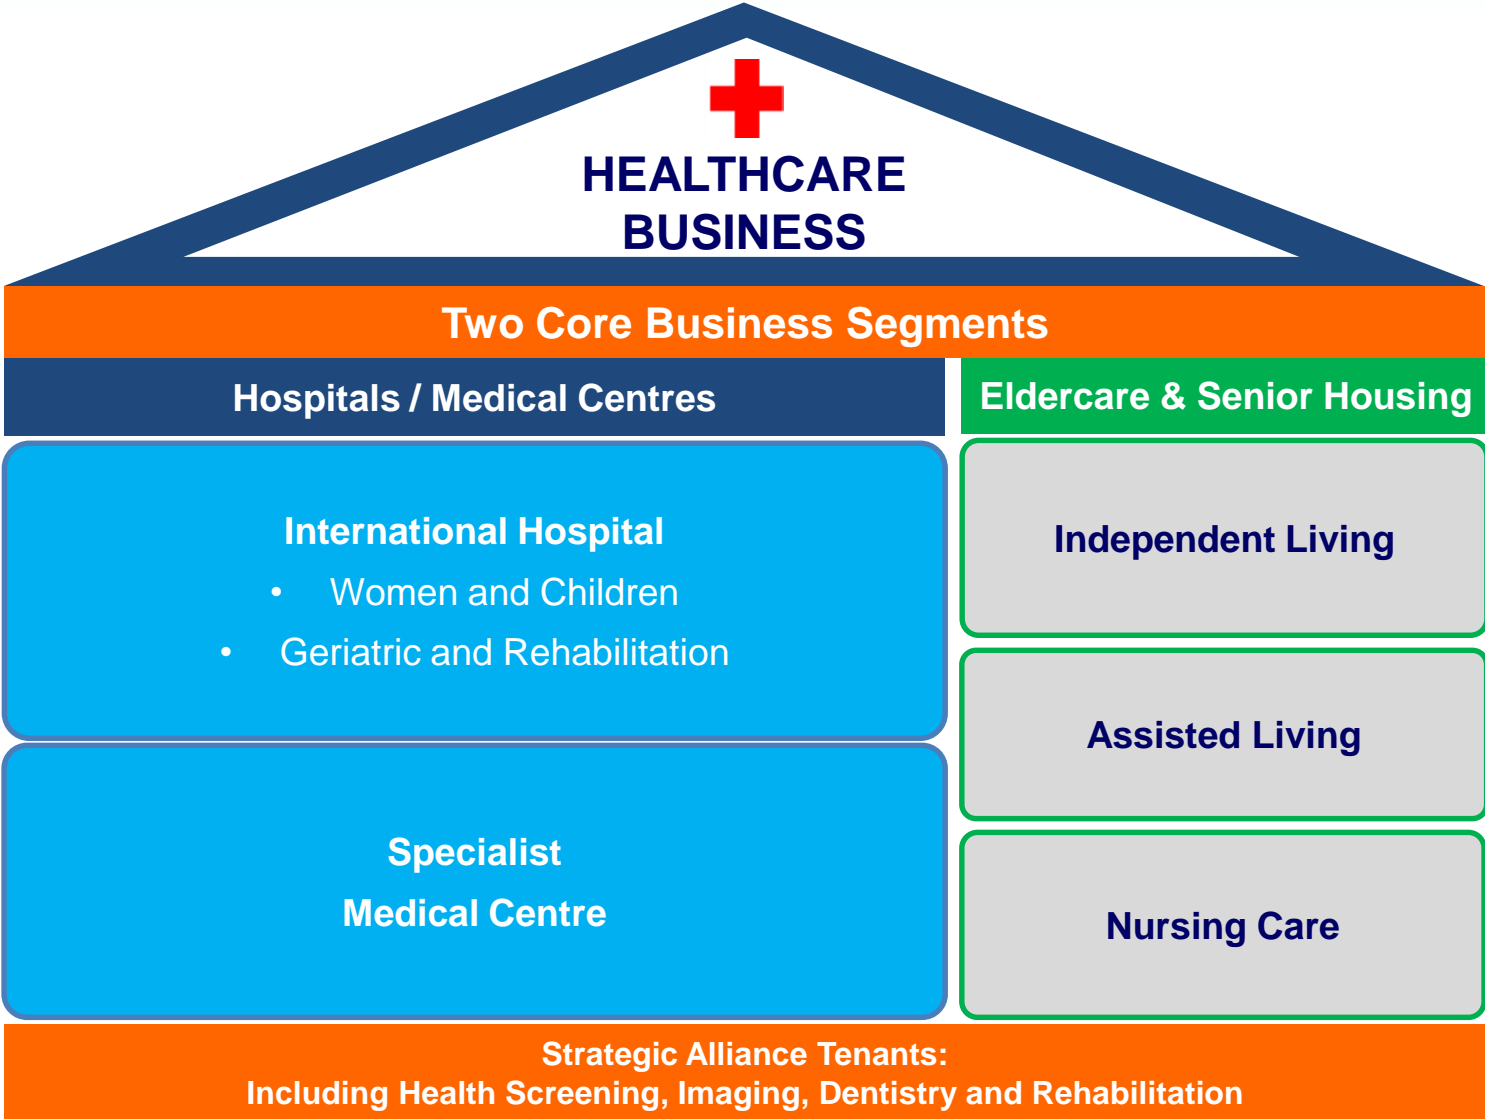 HEALTHCARE
BUSINESS
Two Core Business Segments
Hospitals / Medical Centres
International Hospital
• Women and Children
• Geriatric and Rehabilitation
Specialist
Medical Centre
Eldercare & Senior Housing
Independent Living
Assisted Living
Nursing Care
Strategic Alliance Tenants:
Including Health Screening, Imaging, Dentistry and Rehabilitation